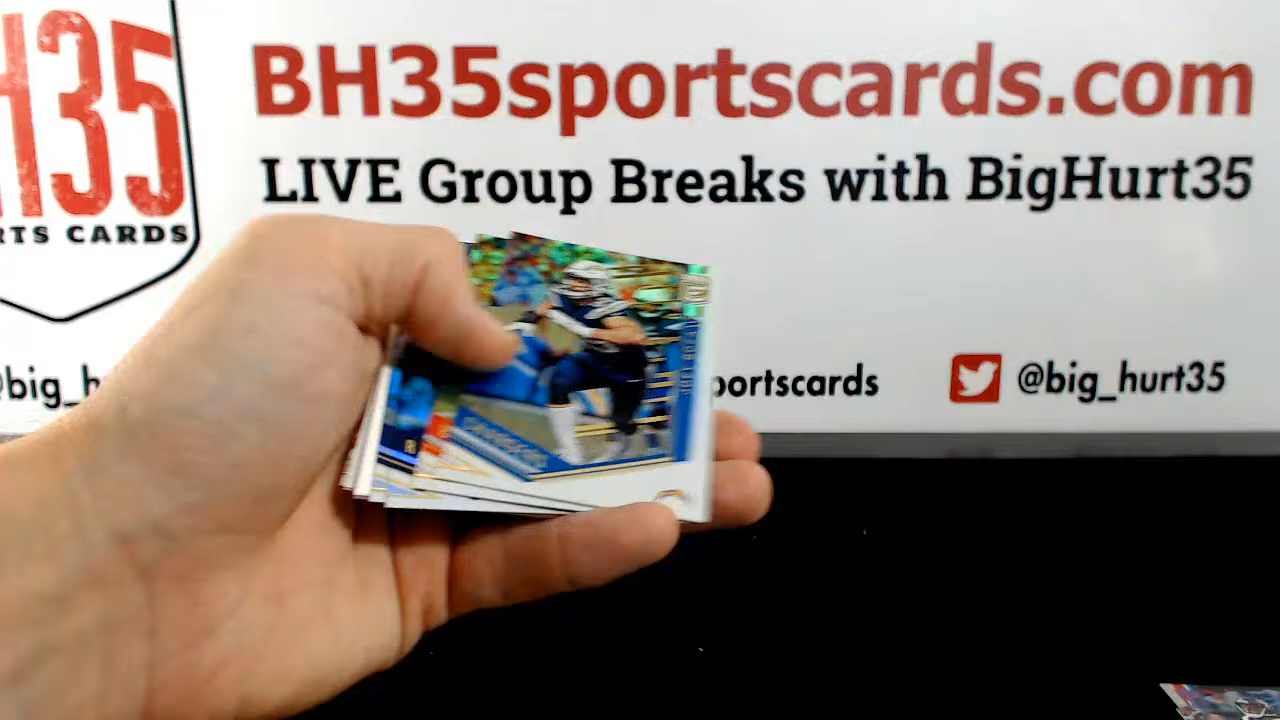 H35
RTS CARDS
BH35sportscards.com
LIVE Group Breaks with BigHurt35
@big_h
portscards
@big_hurt35